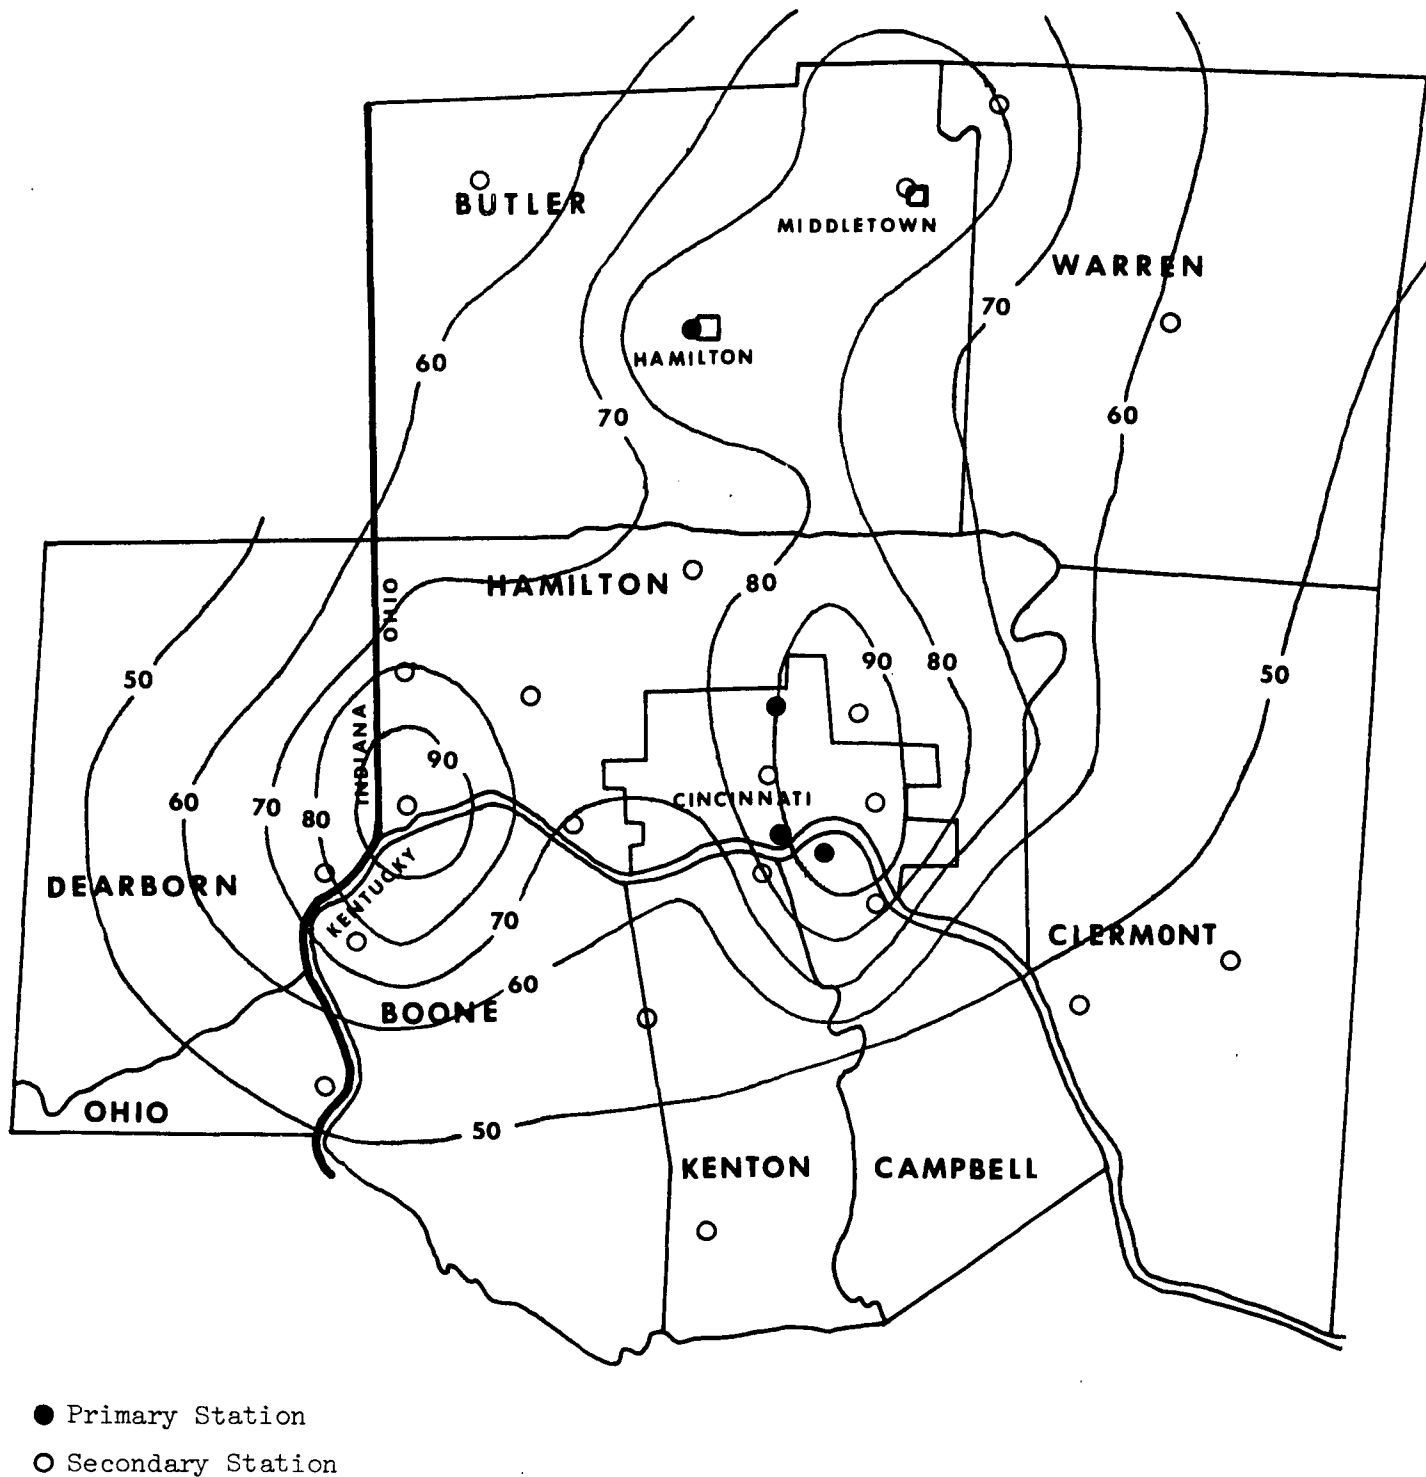 BUTLER
MIDDLETOWN
WARREN
70
HAMILTON
60
70
60
HAMILTON
80
OHIO
90
80
50
50
INDIANA
90
CINCINNATI
60
70
80
KENTUCKY
DEARBORN
70
CLERMONT
60
BOONE
OHIO
50
KENTON
CAMPBELL
Primary Station
Secondary Station